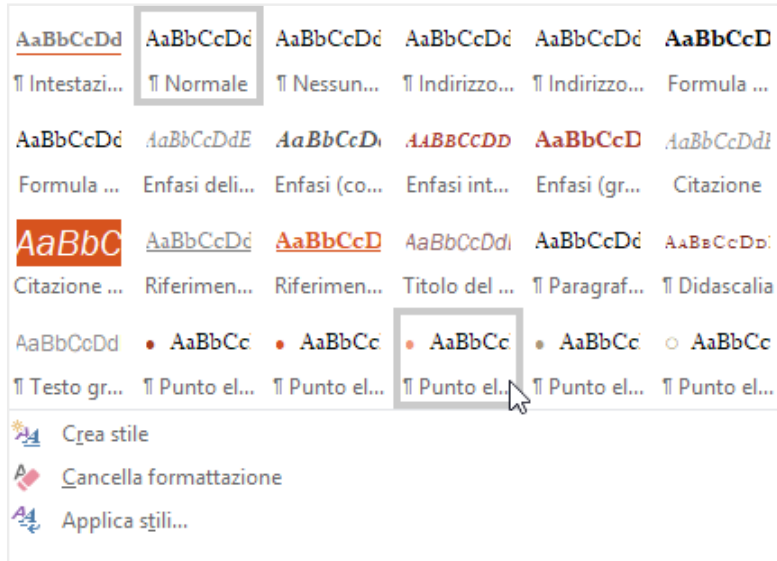 AaBbCcDd AaBbCcDd AaBbCcDd AaBbCcDd AaBbCcDd AaBbCcD
¶ Intestazi... ¶ Normale ¶ Nessun... ¶ Indirizzo... ¶ Indirizzo... Formula ...
AaBbCcDd AaBbCcDdE AaBbCcDd AaBbCcDD AaBbCcD AaBbCcDdE
Formula ... Enfasi deli... Enfasi (co... Enfasi int... Enfasi (gr... Citazione
AaBbC AaBbCcDd AaBbCcD AaBbCcDdI AaBbCcDd AaBbCcDD
Citazione ... Riferimen... Riferimen... Titolo del ... ¶ Paragraf... ¶ Didascalia
AaBbCcDd • AaBbCc • AaBbCc • AaBbCc • AaBbCc ○ AaBbCc
¶ Testo gr... ¶ Punto el... ¶ Punto el... ¶ Punto el... ¶ Punto el... ¶ Punto el...
Crea stile
Cancella formattazione
Applica stili...